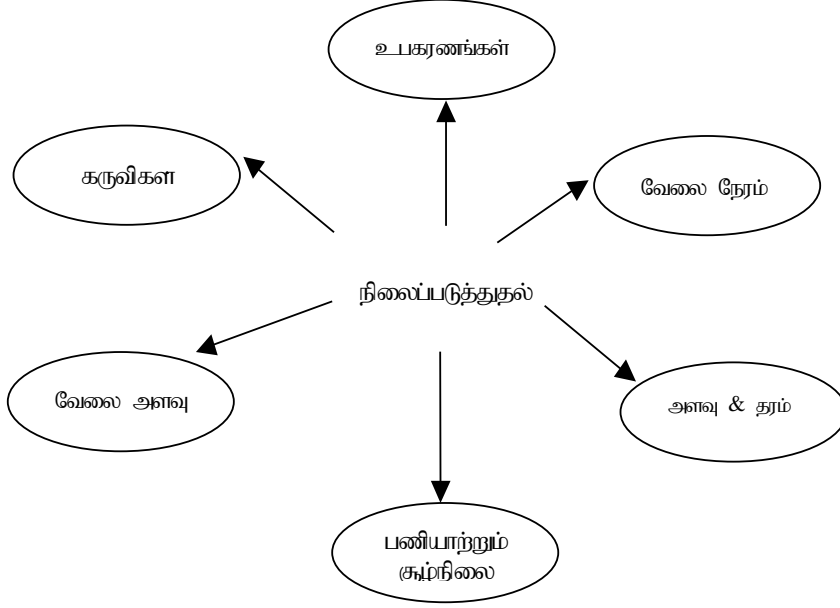 உபகரணங்கள்
கருவிகள
வேலை நேரம்
நிலைப்படுத்துதல்
வேலை அளவு
அளவு & தரம்
பணியாற்றும்
சூழ்நிலை